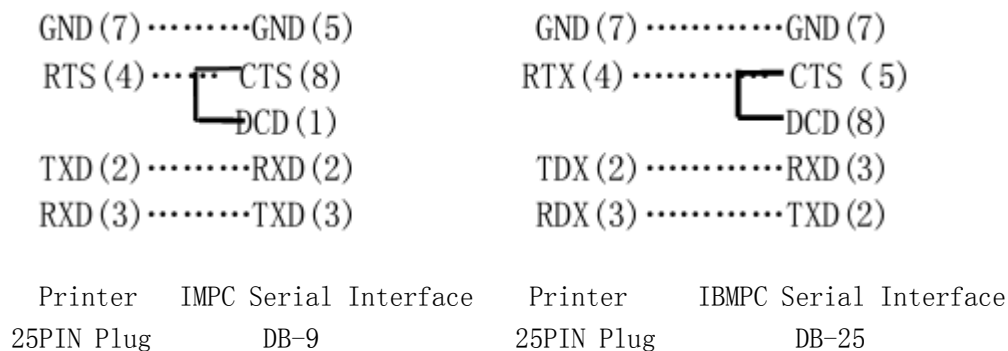 GND(7)·········GND(5)
RTS(4)······ CTS(8)
DCD(1)
TXD(2)·········RXD(2)
RXD(3)·········TXD(3)
Printer IMPC Serial Interface
25PIN Plug DB-9
GND(7)············GND(7)
RTX(4)············ CTS (5)
DCD(8)
TDX(2)············RXD(3)
RDX(3)············TXD(2)
Printer IBMPC Serial Interface
25PIN Plug DB-25